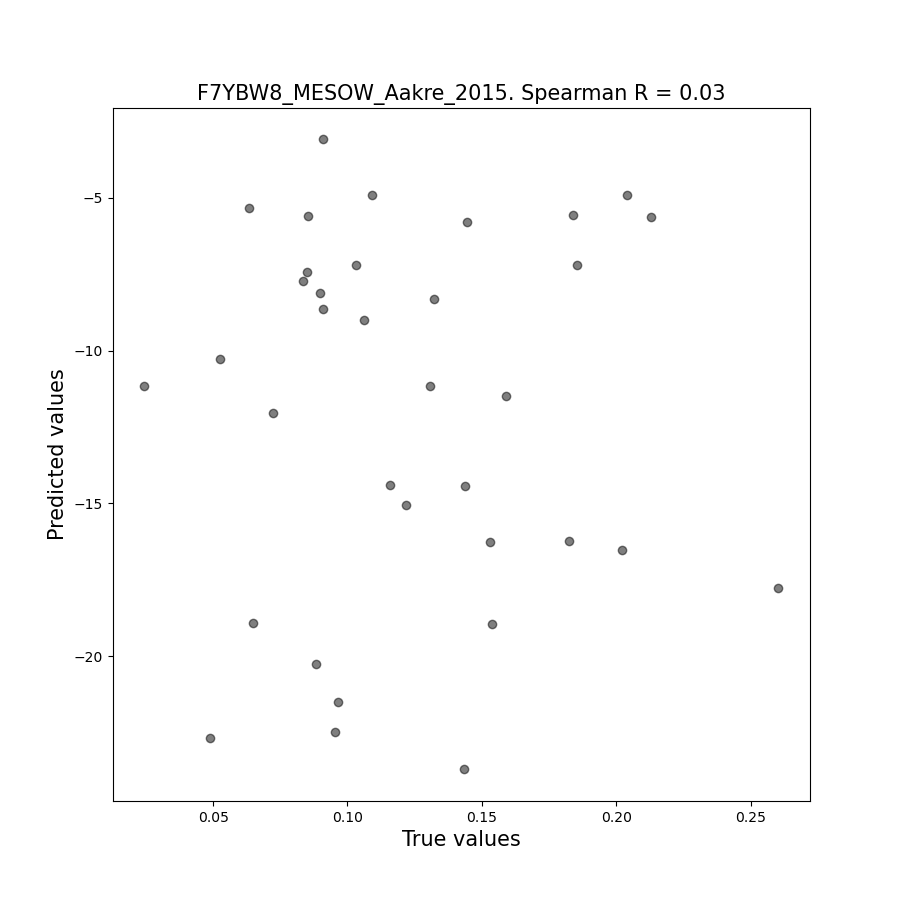 F7YBW8_MESOW_Aakre_2015. Spearman R = 0.03
−5
−10
−15
−20
Predicted values
0.05 0.10 0.15 0.20 0.25
True values